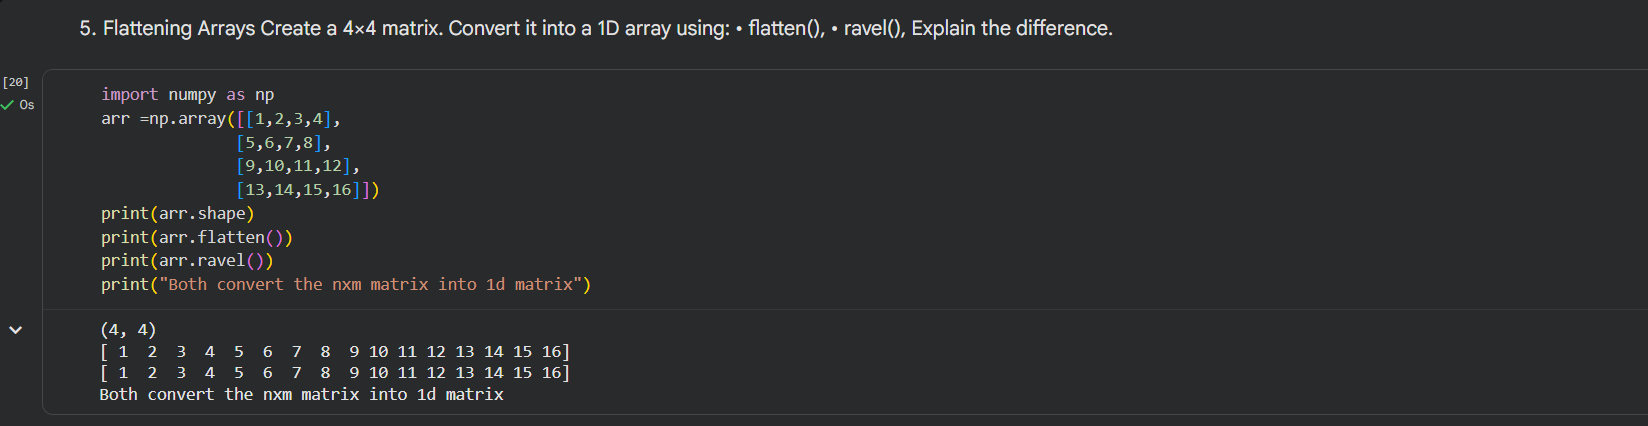 5. Flattening Arrays Create a 4×4 matrix. Convert it into a 1D array using: • flatten(), • ravel(), Explain the difference.
[20]
0s
import numpy as np
arr =np.array([[1,2,3,4],
[5,6,7,8],
[9,10,11,12],
[13,14,15,16]])
print(arr.shape)
print(arr.flatten())
print(arr.ravel())
print("Both convert the nxm matrix into 1d matrix")
(4, 4)
[ 1  2  3  4  5  6  7  8  9 10 11 12 13 14 15 16]
[ 1  2  3  4  5  6  7  8  9 10 11 12 13 14 15 16]
Both convert the nxm matrix into 1d matrix